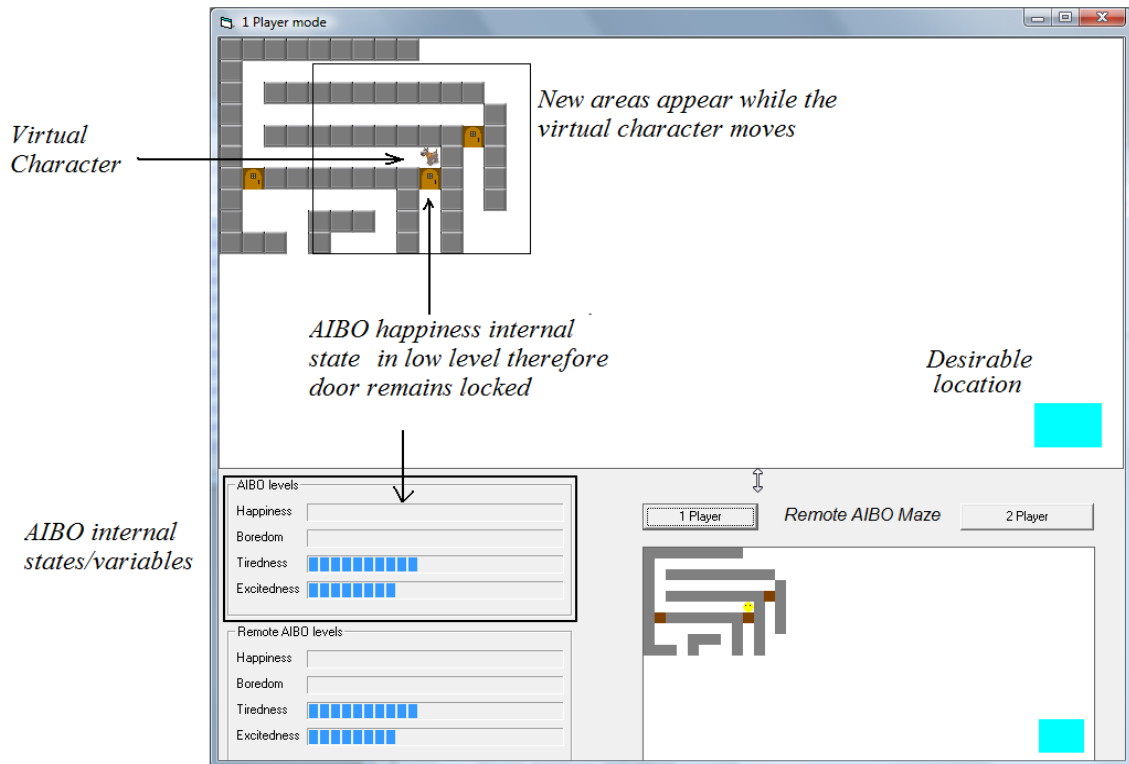 1 Player mode
New areas appear while the
virtual character moves
Virtual
Character
AIBO happiness internal
state in low level therefore
door remains locked
Desirable
location
AIBO internal
states/variables
AIBO levels
Happiness
Boredom
Tiredness
Excitedness
Remote AIBO levels
Happiness
Boredom
Tiredness
Excitedness
1 Player
Remote AIBO Maze
2 Player